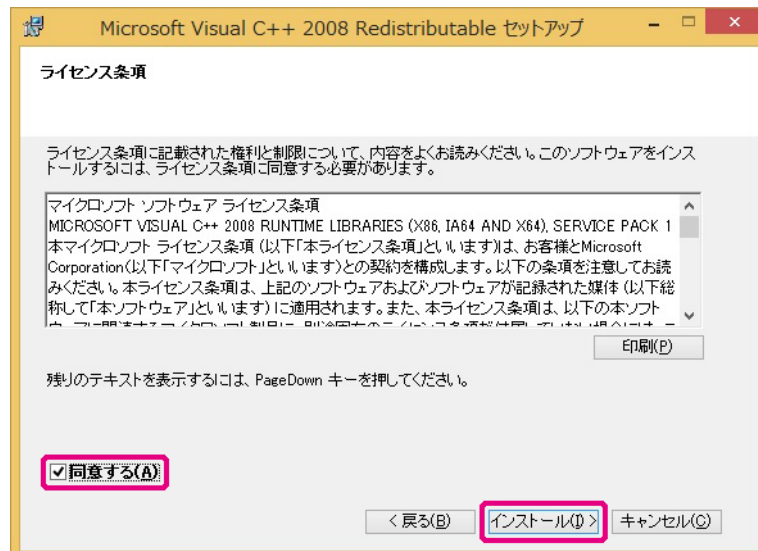 Microsoft Visual C++ 2008 Redistributable セットアップ
ライセンス条項
ライセンス条項に記載された権利と制限について、内容をよくお読みください。このソフトウェアをインス
トールするには、ライセンス条項に同意する必要があります。
マイクロソフト ソフトウェア ライセンス条項
MICROSOFT VISUAL C++ 2008 RUNTIME LIBRARIES (X86, IA64 AND X64), SERVICE PACK 1
本マイクロソフト ライセンス条項 (以下「本ライセンス条項」といいます)は、お客様とMicrosoft
Corporation(以下「マイクロソフト」といいます)との契約を構成します。以下の条項を注意してお読
みください。本ライセンス条項は、上記のソフトウェアおよびソフトウェアが記録された媒体 (以下総
称して「本ソフトウェア」といいます) に適用されます。また、本ライセンス条項は、以下の本ソフト
印刷(P)
残りのテキストを表示するには、PageDown キーを押してください。
同意する(A)
< 戻る(B)
インストール(I) >
キャンセル(C)